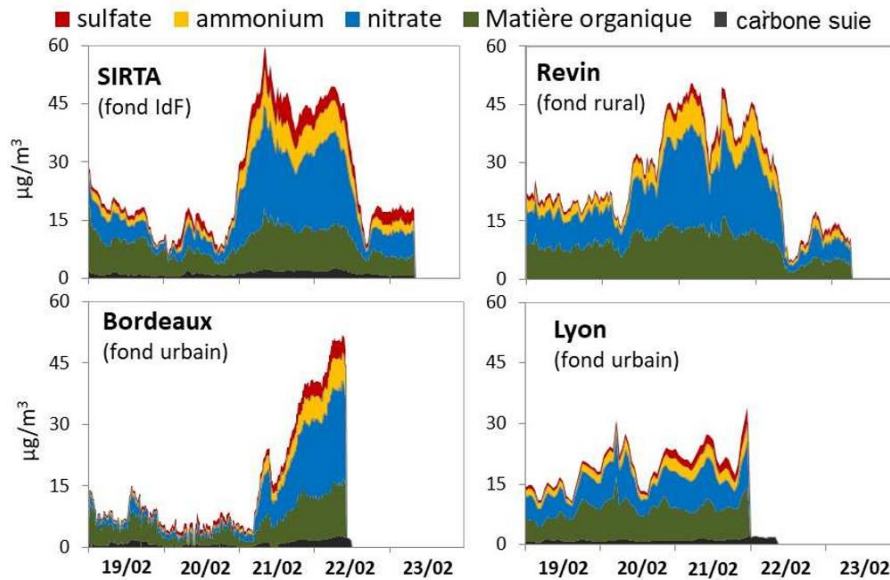 sulfate ammonium nitrate Matière organique carbone suie
60
45
30
15
0
µg/m³
SIRTA
(fond IdF)
60
45
30
15
0
Revin
(fond rural)
60
45
30
15
0
µg/m³
Bordeaux
(fond urbain)
19/02 20/02 21/02 22/02 23/02
60
45
30
15
0
Lyon
(fond urbain)
19/02 20/02 21/02 22/02 23/02